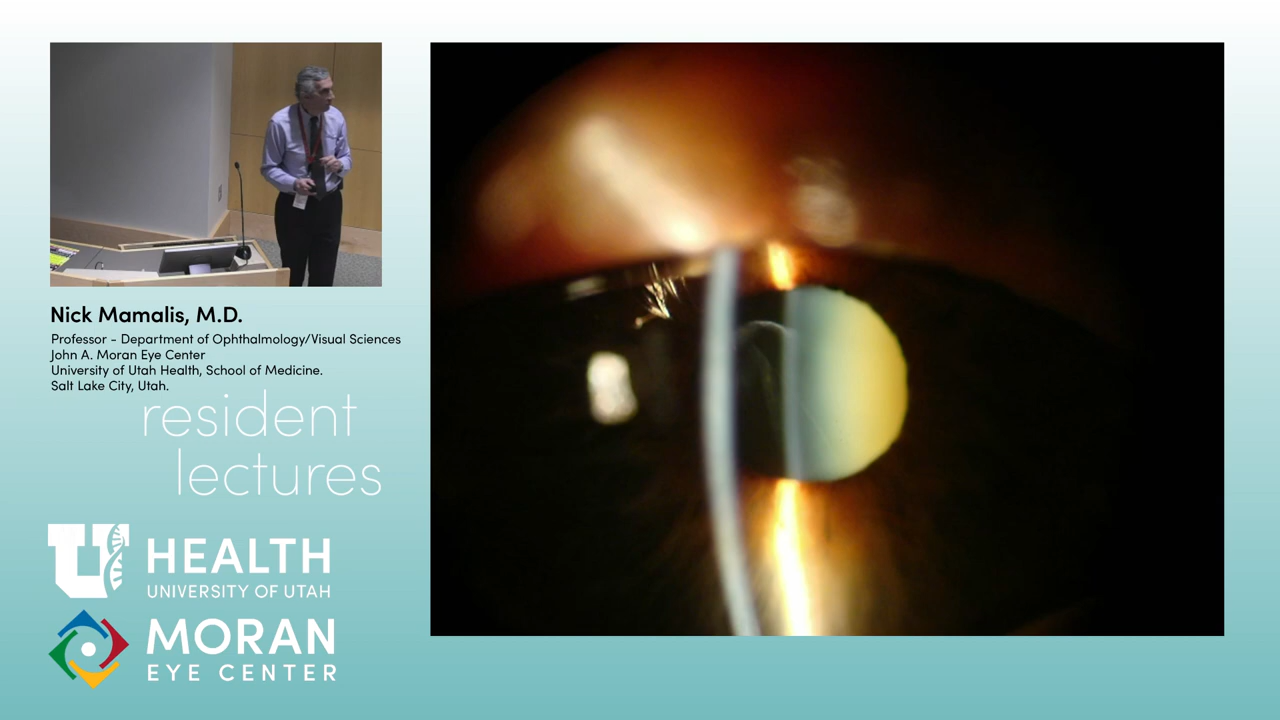 Nick Mamalis, M.D.
Professor - Department of Ophthalmology/Visual Sciences
John A. Moran Eye Center
University of Utah Health, School of Medicine.
Salt Lake City, Utah.
resident
lectures
U HEALTH
UNIVERSITY OF UTAH
MORAN
EYE CENTER